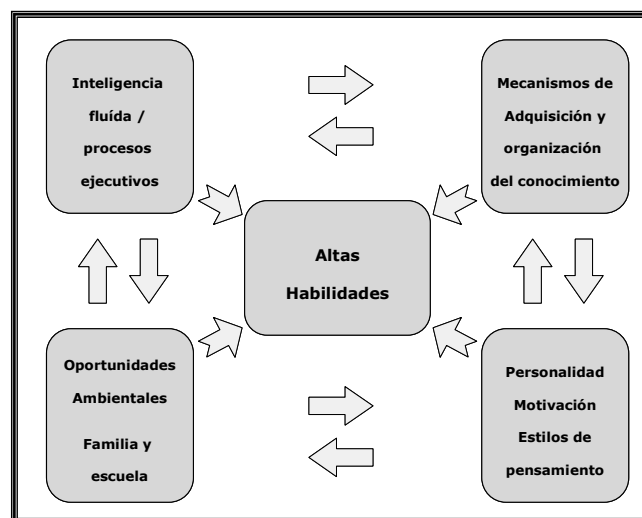 Inteligencia
fluída /
procesos
ejecutivos
Mecanismos de
Adquisición y
organización
del conocimiento
Altas
Habilidades
Oportunidades
Ambientales
Familia y
escuela
Personalidad
Motivación
Estilos de
pensamiento